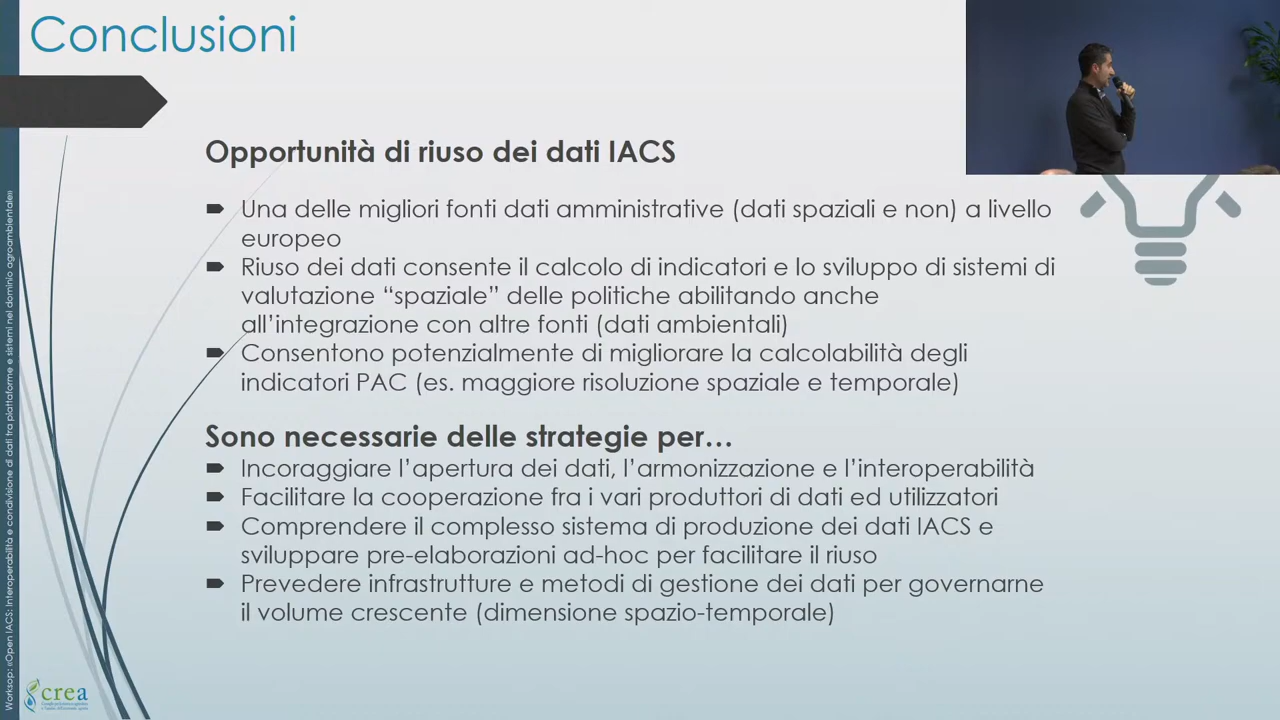 Conclusioni
Opportunità di riuso dei dati IACS
Una delle migliori fonti dati amministrative (dati spaziali e non) a livello
europeo
Riuso dei dati consente il calcolo di indicatori e lo sviluppo di sistemi di
valutazione “spaziale” delle politiche abilitando anche
all’integrazione con altre fonti (dati ambientali)
Consentono potenzialmente di migliorare la calcolabilità degli
indicatori PAC (es. maggiore risoluzione spaziale e temporale)
Sono necessarie delle strategie per…
Incoraggiare l’apertura dei dati, l’armonizzazione e l’interoperabilità
Facilitare la cooperazione fra i vari produttori di dati ed utilizzatori
Comprendere il complesso sistema di produzione dei dati IACS e
sviluppare pre-elaborazioni ad-hoc per facilitare il riuso
Prevedere infrastrutture e metodi di gestione dei dati per governarne
il volume crescente (dimensione spazio-temporale)
Worksop: «Open IACS: Interoperabilità e condivisione di dati tra piattaforme e sistemi nel dominio agroambientale»
crea